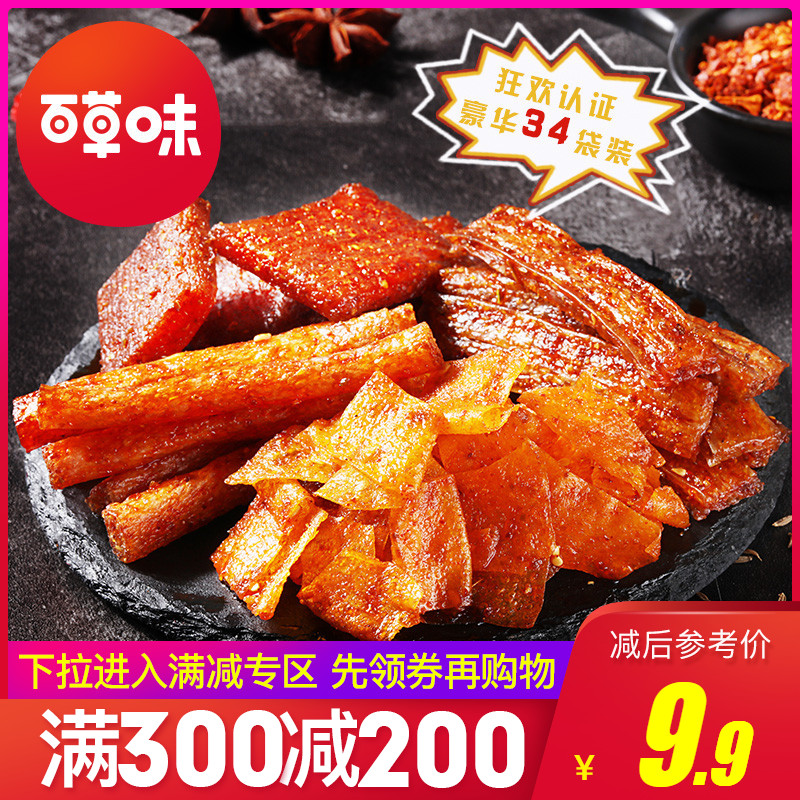 百草味
狂欢认证
豪华34袋装
下拉进入满减专区 先领券再购物
满300减200
减后参考价
¥ 9.9